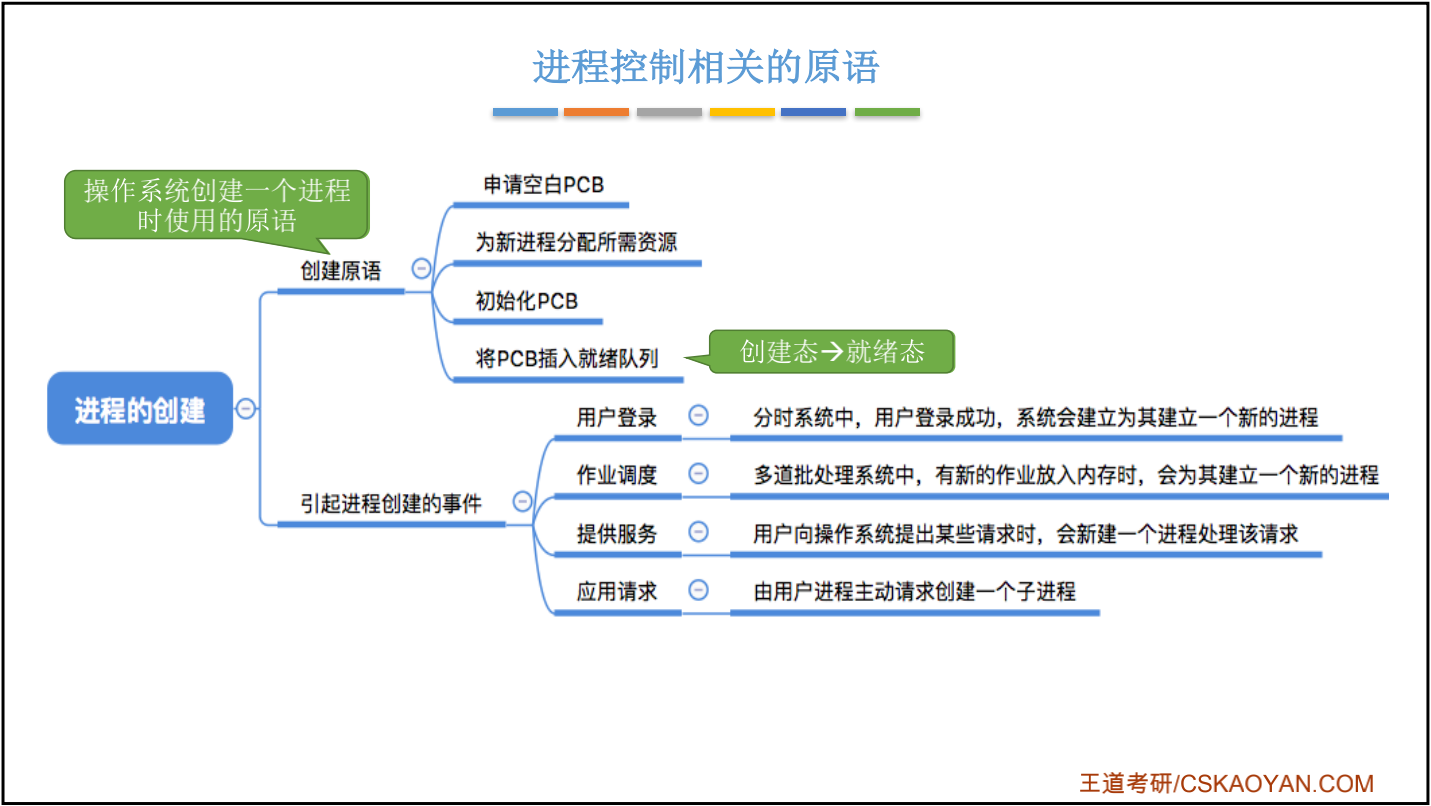 进程控制相关的原语
操作系统创建一个进程
时使用的原语
创建原语
申请空白PCB
为新进程分配所需资源
初始化PCB
将PCB插入就绪队列
创建态→就绪态
进程的创建
引起进程创建的事件
用户登录
分时系统中，用户登录成功，系统会建立为其建立一个新的进程
作业调度
多道批处理系统中，有新的作业放入内存时，会为其建立一个新的进程
提供服务
用户向操作系统提出某些请求时，会新建一个进程处理该请求
应用请求
由用户进程主动请求创建一个子进程
王道考研/CSKAOYAN.COM